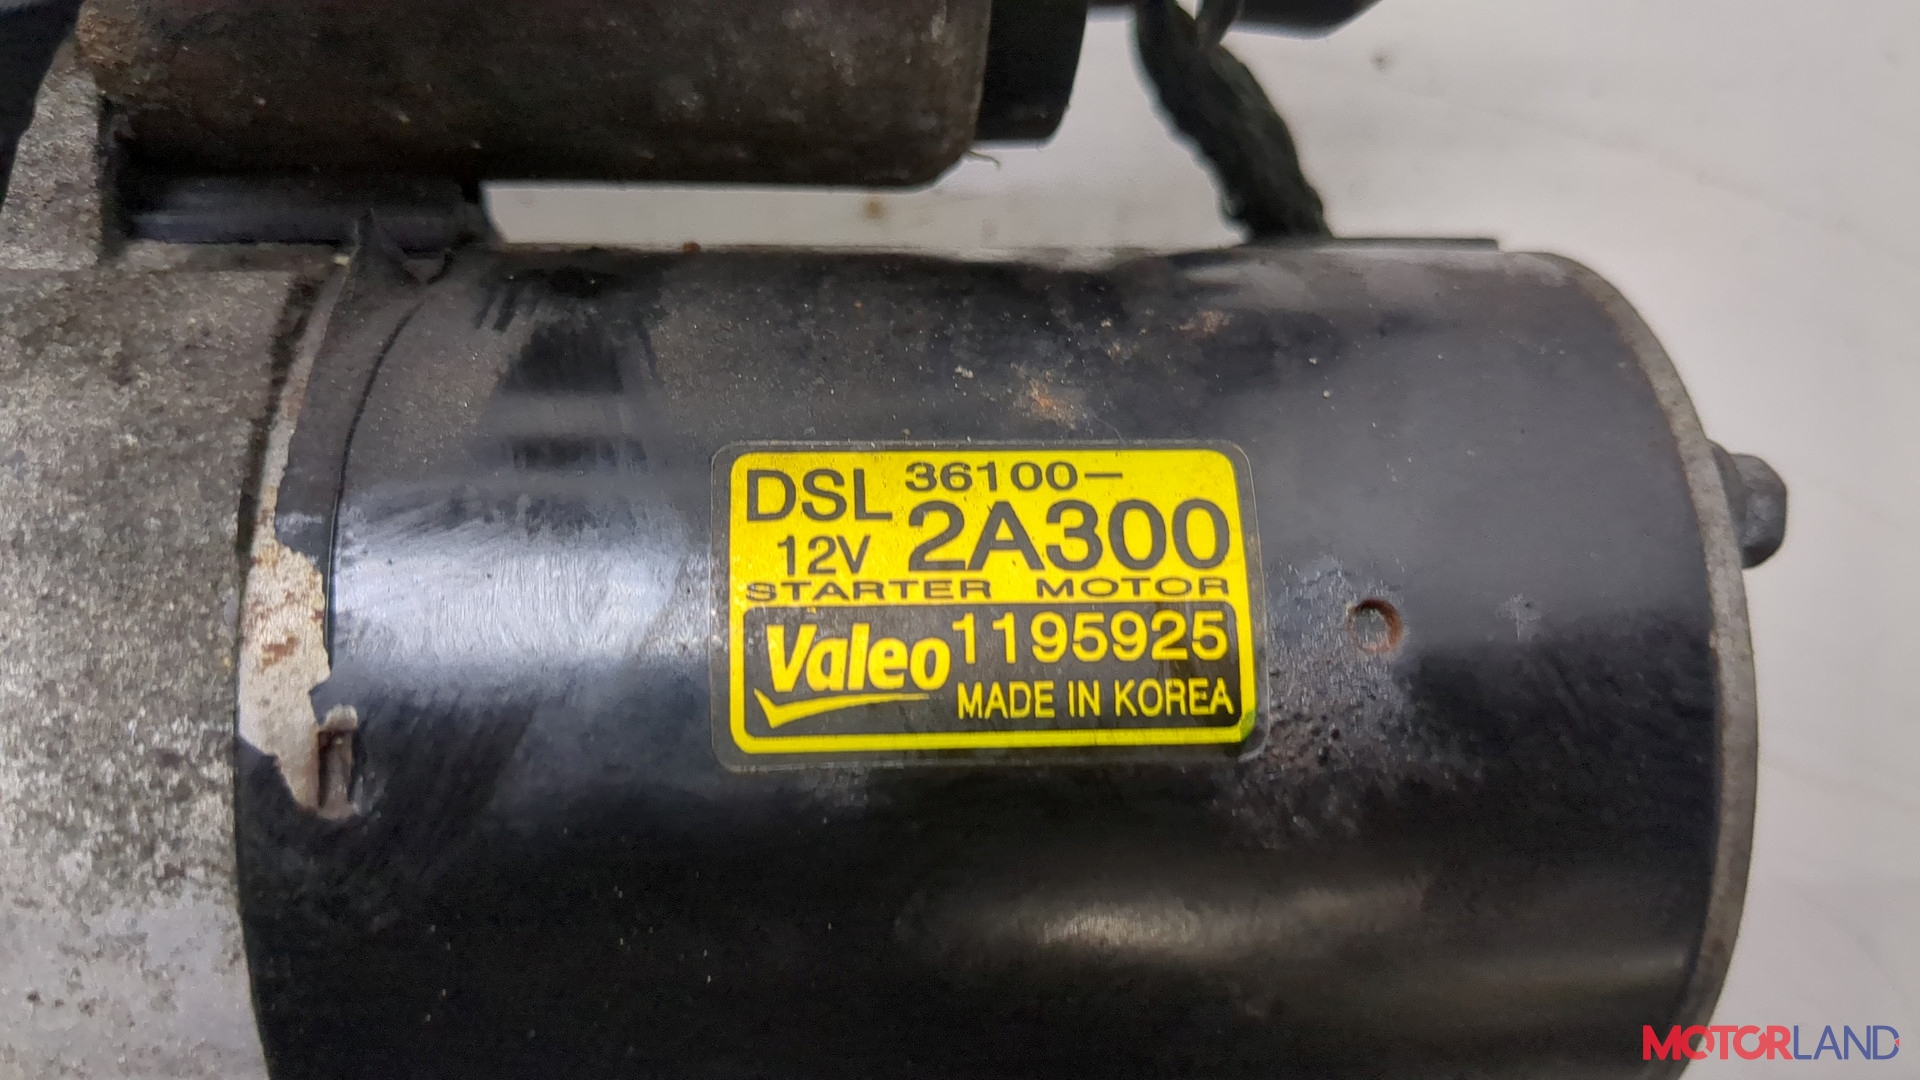 DSL 36100-
12V 2A300
STARTER MOTOR
Valeo 1195925
MADE IN KOREA
MOTORLAND